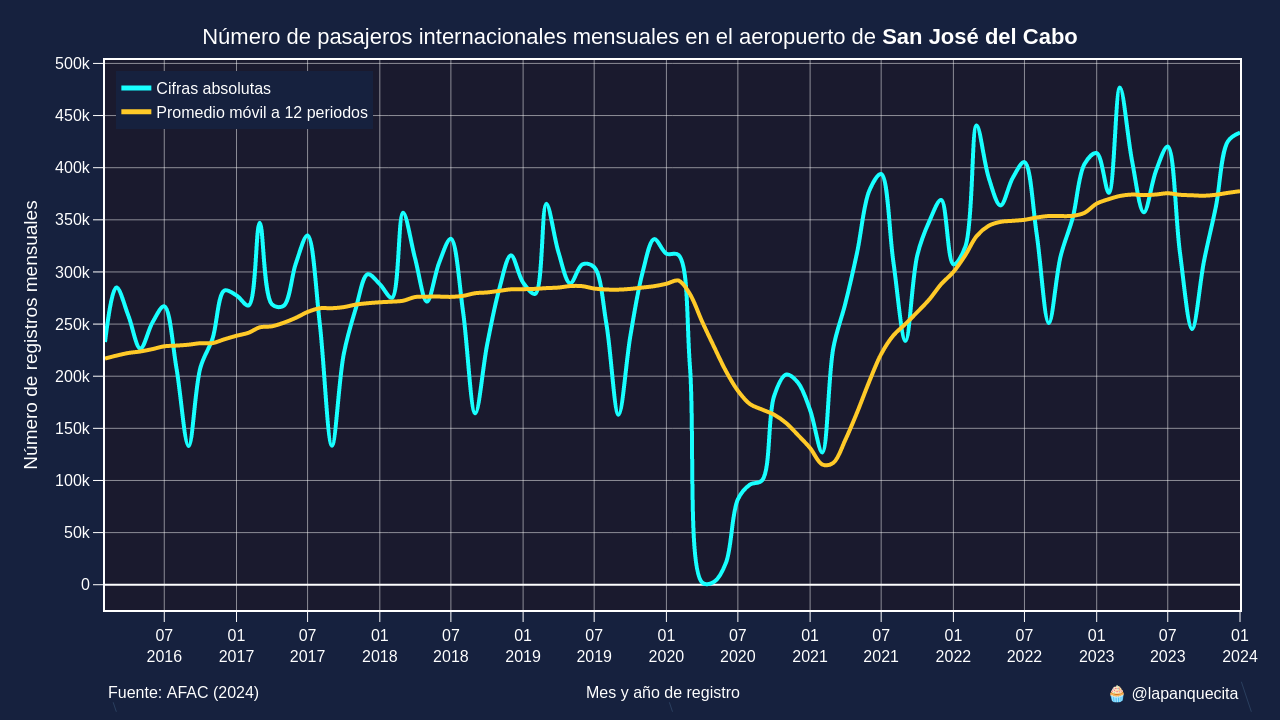 Número de pasajeros internacionales mensuales en el aeropuerto de San José del Cabo
Cifras absolutas
Promedio móvil a 12 periodos
Número de registros mensuales
500k
450k
400k
350k
300k
250k
200k
150k
100k
50k
0
07 01 07 01 07 01 07 01 07 01 07 01 07 01 07 01
2016 2017 2017 2018 2018 2019 2019 2020 2020 2021 2021 2022 2022 2023 2023 2024
Fuente: AFAC (2024) Mes y año de registro 🧁 @lapanquecita